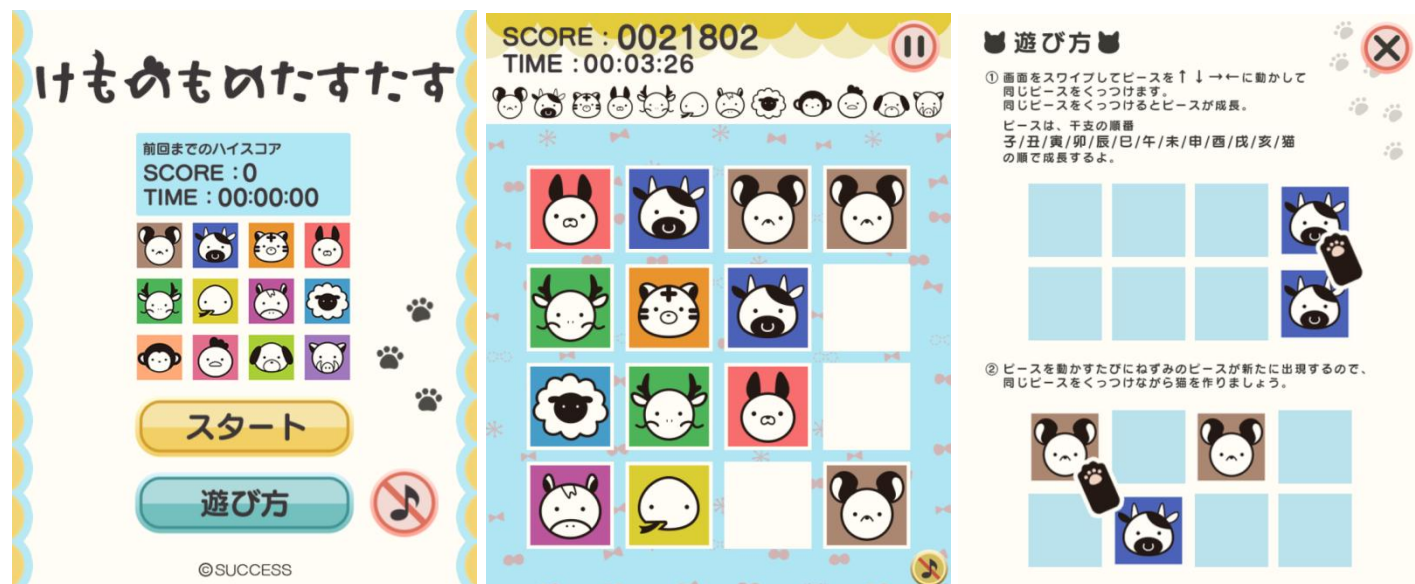 けものものたすたす
前回までのハイスコア
SCORE：0
TIME：00:00:00
スタート
遊び方
©SUCCESS
SCORE：0021802
TIME：00:03:26
遊び方
① 画面をスワイプしてピースを↑↓→←に動かして
同じピースをくっつけます。
同じピースをくっつけるとピースが成長。
ピースは、干支の順番
子/丑/寅/卯/辰/巳/午/未/申/酉/戌/亥/猫
の順で成長するよ。
② ピースを動かすたびにねずみのピースが新たに出現するので、
同じピースをくっつけながら猫を作りましょう。